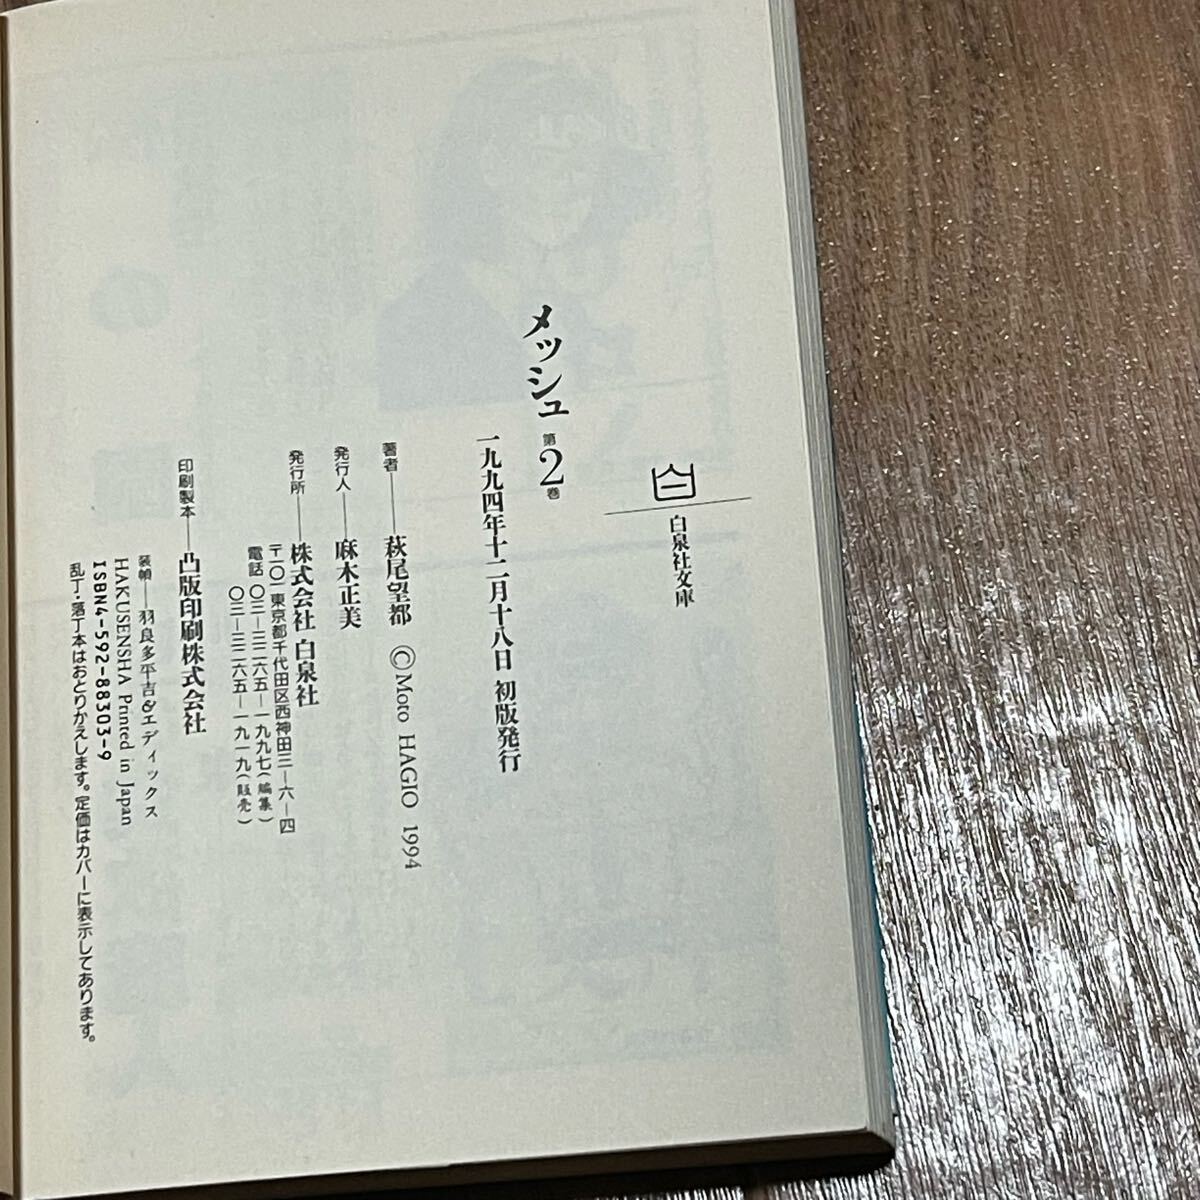 白泉社文庫
メッシュ 第2巻
一九九四年十二月十八日 初版発行
著者――萩尾望都 ©Moto HAGIO 1994
発行人――麻木正美
発行所――株式会社 白泉社
〒一〇一 東京都千代田区西神田三-六-四
電話 〇三-三二六五-一九九七(編集)
〇三-三二六五-一九一九(販売)
印刷製本――凸版印刷株式会社
装幀――羽良多平吉&エディックス
HAKUSENSHA Printed in Japan
ISBN4-592-88303-9
乱丁・落丁本はおとりかえします。定価はカバーに表示してあります。